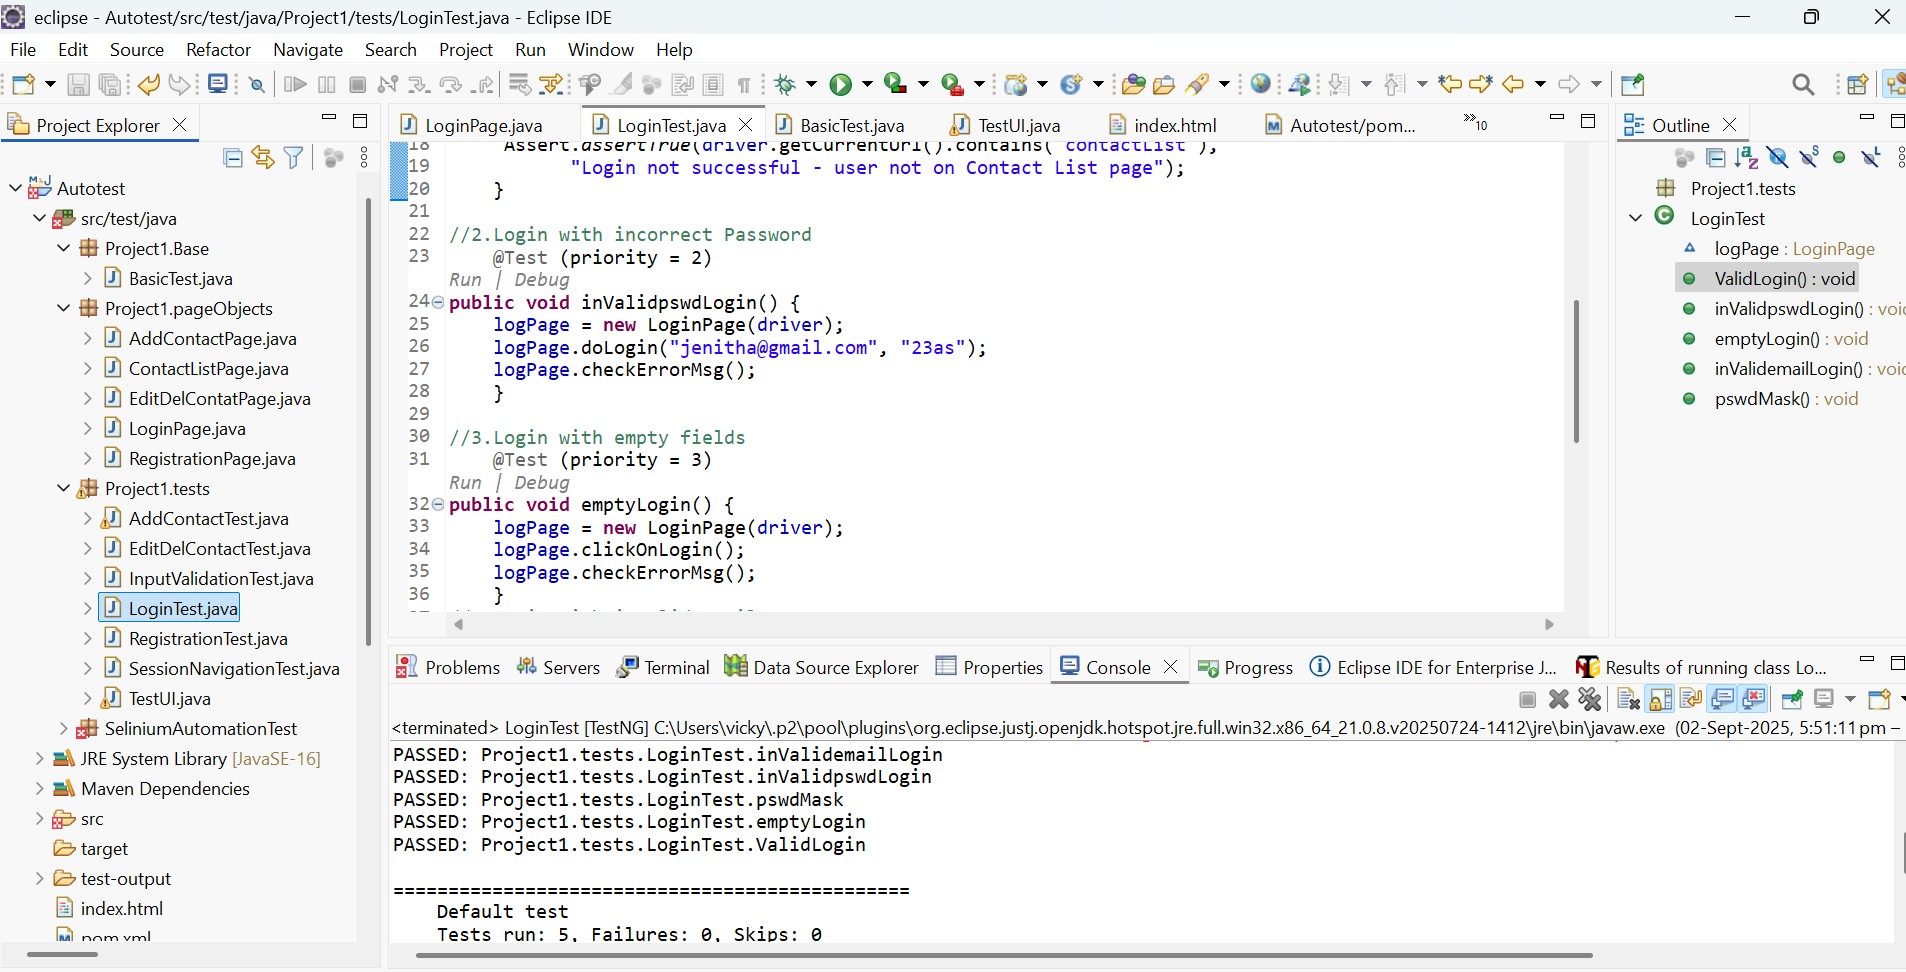 eclipse - Autotest/src/test/java/Project1/tests/LoginTest.java - Eclipse IDE
File Edit Source Refactor Navigate Search Project Run Window Help
Project Explorer
Autotest
src/test/java
Project1.Base
BasicTest.java
Project1.pageObjects
AddContactPage.java
ContactListPage.java
EditDelContatPage.java
LoginPage.java
RegistrationPage.java
Project1.tests
AddContactTest.java
EditDelContactTest.java
InputValidationTest.java
LoginTest.java
RegistrationTest.java
SessionNavigationTest.java
TestUI.java
SeliniumAutomationTest
JRE System Library [JavaSE-16]
Maven Dependencies
src
target
test-output
index.html
pom.xml
LoginPage.java LoginTest.java BasicTest.java TestUI.java index.html Autotest/pom... »10
18 Assert.assertTrue(driver.getCurrentUrl().contains("contactList"),
19 "Login not successful - user not on Contact List page");
20 }
21
22 //2.Login with incorrect Password
23 @Test (priority = 2)
Run | Debug
24 public void inValidpswdLogin() {
25 logPage = new LoginPage(driver);
26 logPage.doLogin("jenitha@gmail.com", "23as");
27 logPage.checkErrorMsg();
28 }
29
30 //3.Login with empty fields
31 @Test (priority = 3)
Run | Debug
32 public void emptyLogin() {
33 logPage = new LoginPage(driver);
34 logPage.clickOnLogin();
35 logPage.checkErrorMsg();
36 }
Outline
Project1.tests
LoginTest
logPage : LoginPage
ValidLogin() : void
inValidpswdLogin() : voi
emptyLogin() : void
inValidemailLogin() : voi
pswdMask() : void
Problems Servers Terminal Data Source Explorer Properties Console Progress Eclipse IDE for Enterprise J... Results of running class Lo...
<terminated> LoginTest [TestNG] C:\Users\vicky\.p2\pool\plugins\org.eclipse.justj.openjdk.hotspot.jre.full.win32.x86_64_21.0.8.v20250724-1412\jre\bin\javaw.exe (02-Sept-2025, 5:51:11 pm –
PASSED: Project1.tests.LoginTest.inValidemailLogin
PASSED: Project1.tests.LoginTest.inValidpswdLogin
PASSED: Project1.tests.LoginTest.pswdMask
PASSED: Project1.tests.LoginTest.emptyLogin
PASSED: Project1.tests.LoginTest.ValidLogin
===============================================
Default test
Tests run: 5, Failures: 0, Skips: 0